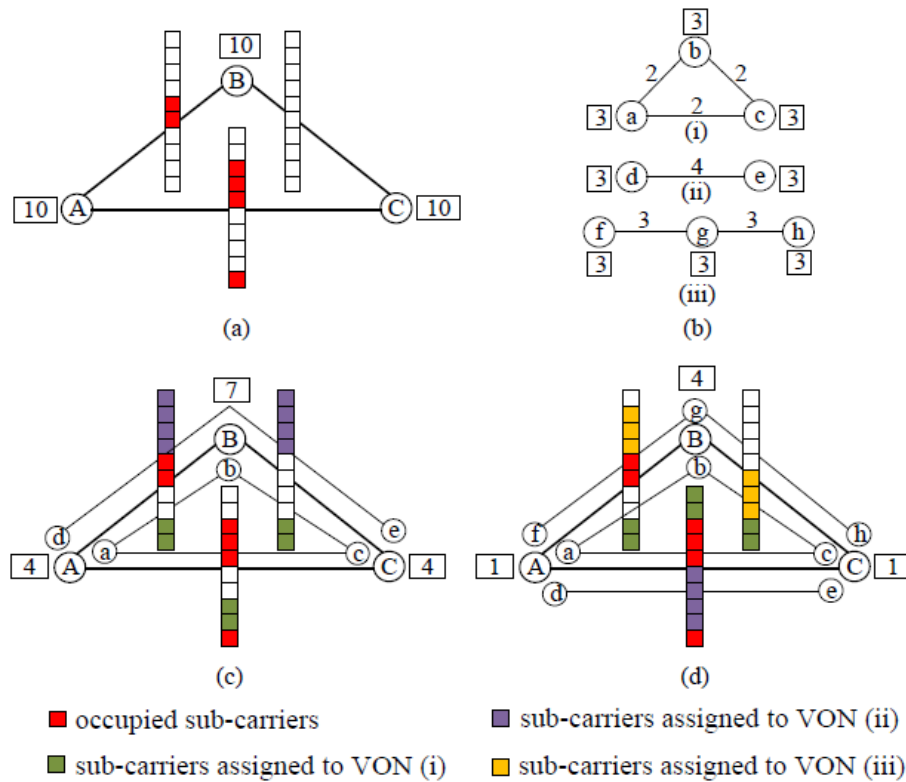 10
B
10
A
C
10
(a)
3
b
2
2
3
a
2
c
3
(i)
3
d
4
e
3
(ii)
f
3
g
3
h
3
3
3
(iii)
(b)
7
B
b
d
e
a
c
4
A
C
4
(c)
4
g
B
b
f
h
a
c
1
A
C
1
d
e
(d)
occupied sub-carriers
sub-carriers assigned to VON (ii)
sub-carriers assigned to VON (i)
sub-carriers assigned to VON (iii)